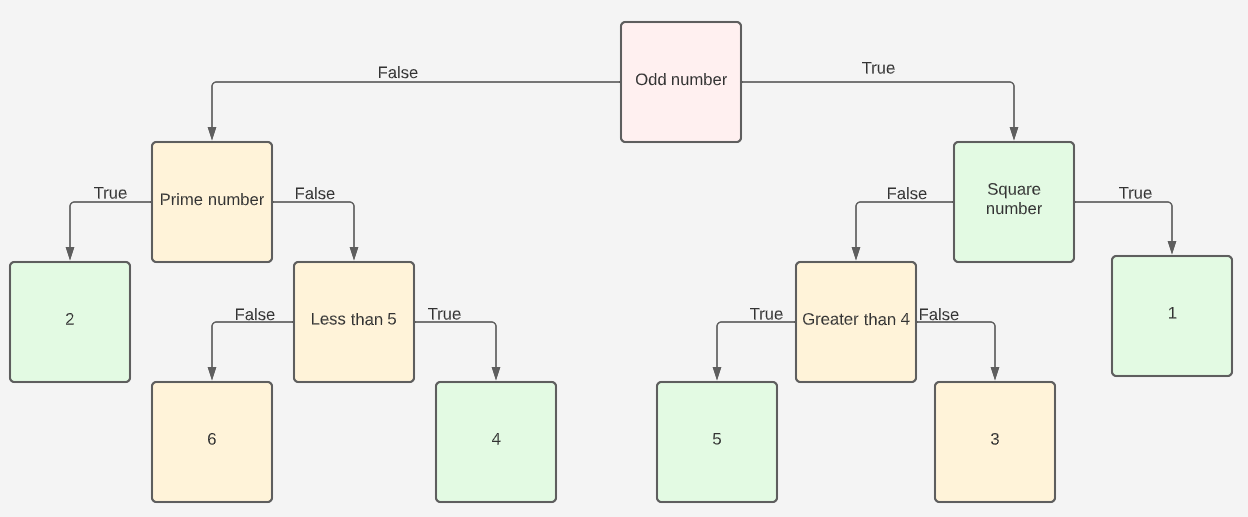 Odd number
False
True
Prime number
Square
number
True
False
False
True
2
Less than 5
Greater than 4
1
False
True
True
False
6
4
5
3